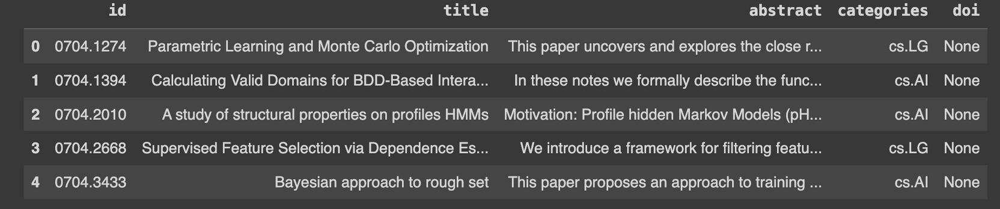 id title abstract categories doi
0 0704.1274 Parametric Learning and Monte Carlo Optimization This paper uncovers and explores the close r... cs.LG None
1 0704.1394 Calculating Valid Domains for BDD-Based Intera... In these notes we formally describe the func... cs.AI None
2 0704.2010 A study of structural properties on profiles HMMs Motivation: Profile hidden Markov Models (pH... cs.AI None
3 0704.2668 Supervised Feature Selection via Dependence Es... We introduce a framework for filtering featu... cs.LG None
4 0704.3433 Bayesian approach to rough set This paper proposes an approach to training ... cs.AI None